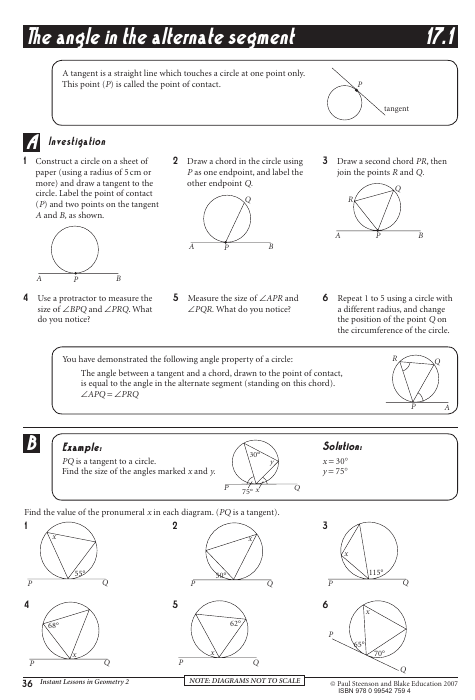 The angle in the alternate segment 17.1
A tangent is a straight line which touches a circle at one point only.
This point (P) is called the point of contact.
P
tangent
A Investigation
1 Construct a circle on a sheet of
paper (using a radius of 5 cm or
more) and draw a tangent to the
circle. Label the point of contact
(P) and two points on the tangent
A and B, as shown.
A P B
2 Draw a chord in the circle using
P as one endpoint, and label the
other endpoint Q.
Q
A P B
3 Draw a second chord PR, then
join the points R and Q.
R Q
A P B
4 Use a protractor to measure the
size of ∠BPQ and ∠PRQ. What
do you notice?
5 Measure the size of ∠APR and
∠PQR. What do you notice?
6 Repeat 1 to 5 using a circle with
a different radius, and change
the position of the point Q on
the circumference of the circle.
You have demonstrated the following angle property of a circle:
The angle between a tangent and a chord, drawn to the point of contact,
is equal to the angle in the alternate segment (standing on this chord).
∠APQ = ∠PRQ
R Q
P A
B Example:
PQ is a tangent to a circle.
Find the size of the angles marked x and y.
30°
y
P 75° x Q
Solution:
x = 30°
y = 75°
Find the value of the pronumeral x in each diagram. (PQ is a tangent).
1
x
55°
P Q
2
x
50°
P Q
3
x
115°
P Q
4
68°
x
P Q
5
62°
x
P Q
6
x
65°
70°
P
Q
36 Instant Lessons in Geometry 2
NOTE: DIAGRAMS NOT TO SCALE
© Paul Steenson and Blake Education 2007
ISBN 978 0 99542 759 4